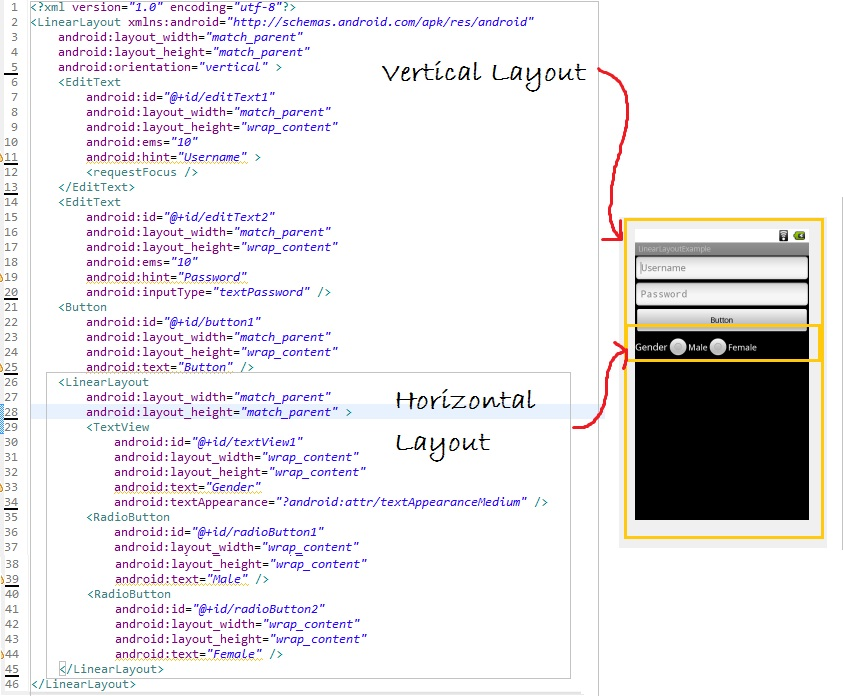 1 <?xml version="1.0" encoding="utf-8"?>
2 <LinearLayout xmlns:android="http://schemas.android.com/apk/res/android"
3 android:layout_width="match_parent"
4 android:layout_height="match_parent"
5 android:orientation="vertical" >
6 <EditText
7 android:id="@+id/editText1"
8 android:layout_width="match_parent"
9 android:layout_height="wrap_content"
10 android:ems="10"
11 android:hint="Username" >
12 <requestFocus />
13 </EditText>
14 <EditText
15 android:id="@+id/editText2"
16 android:layout_width="match_parent"
17 android:layout_height="wrap_content"
18 android:ems="10"
19 android:hint="Password"
20 android:inputType="textPassword" />
21 <Button
22 android:id="@+id/button1"
23 android:layout_width="match_parent"
24 android:layout_height="wrap_content"
25 android:text="Button" />
26 <LinearLayout
27 android:layout_width="match_parent"
28 android:layout_height="match_parent" >
29 <TextView
30 android:id="@+id/textView1"
31 android:layout_width="wrap_content"
32 android:layout_height="wrap_content"
33 android:text="Gender"
34 android:textAppearance="?android:attr/textAppearanceMedium" />
35 <RadioButton
36 android:id="@+id/radioButton1"
37 android:layout_width="wrap_content"
38 android:layout_height="wrap_content"
39 android:text="Male" />
40 <RadioButton
41 android:id="@+id/radioButton2"
42 android:layout_width="wrap_content"
43 android:layout_height="wrap_content"
44 android:text="Female" />
45 </LinearLayout>
46 </LinearLayout>
Vertical Layout
Horizontal
Layout
LinearLayoutExample
Username
Password
Button
Gender Male Female